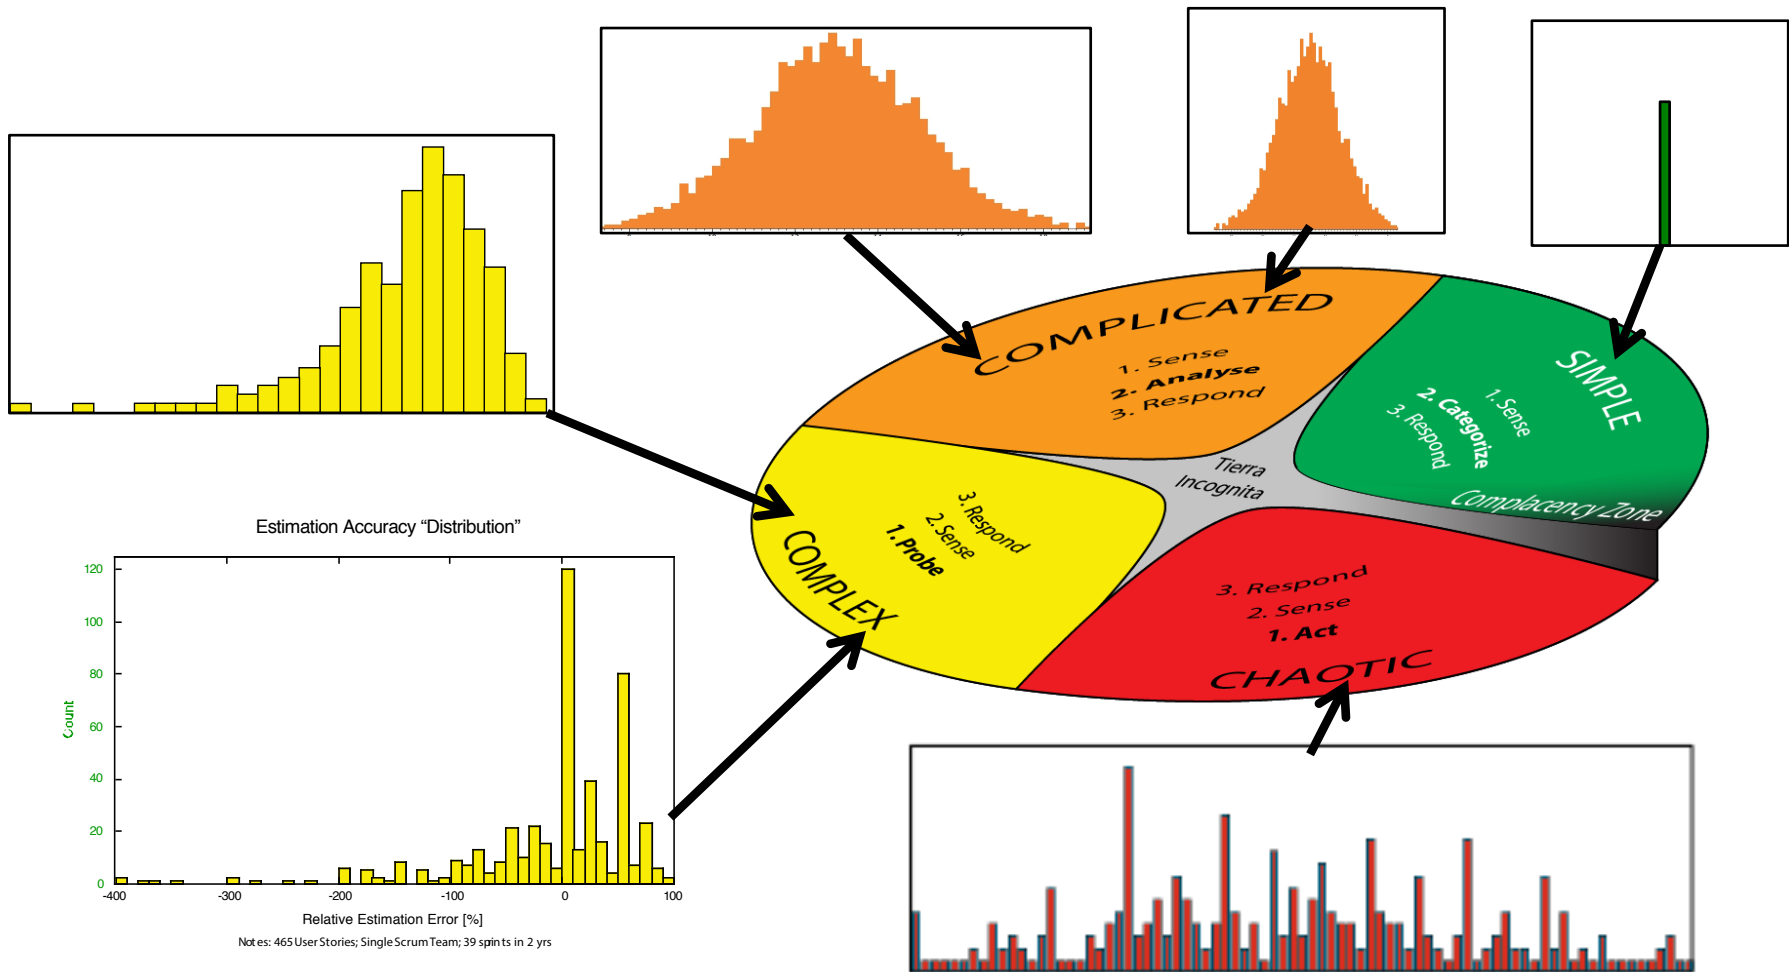 COMPLICATED
1. Sense
2. Analyse
3. Respond
SIMPLE
1. Sense
2. Categorize
3. Respond
Complacency Zone
Tierra
Incognita
3. Respond
2. Sense
1. Probe
COMPLEX
3. Respond
2. Sense
1. Act
CHAOTIC
Estimation Accuracy “Distribution”
Count
120
100
80
60
40
20
0
-400 -300 -200 -100 0 100
Relative Estimation Error [%]
Notes: 465 User Stories; Single Scrum Team; 39 sprints in 2 yrs